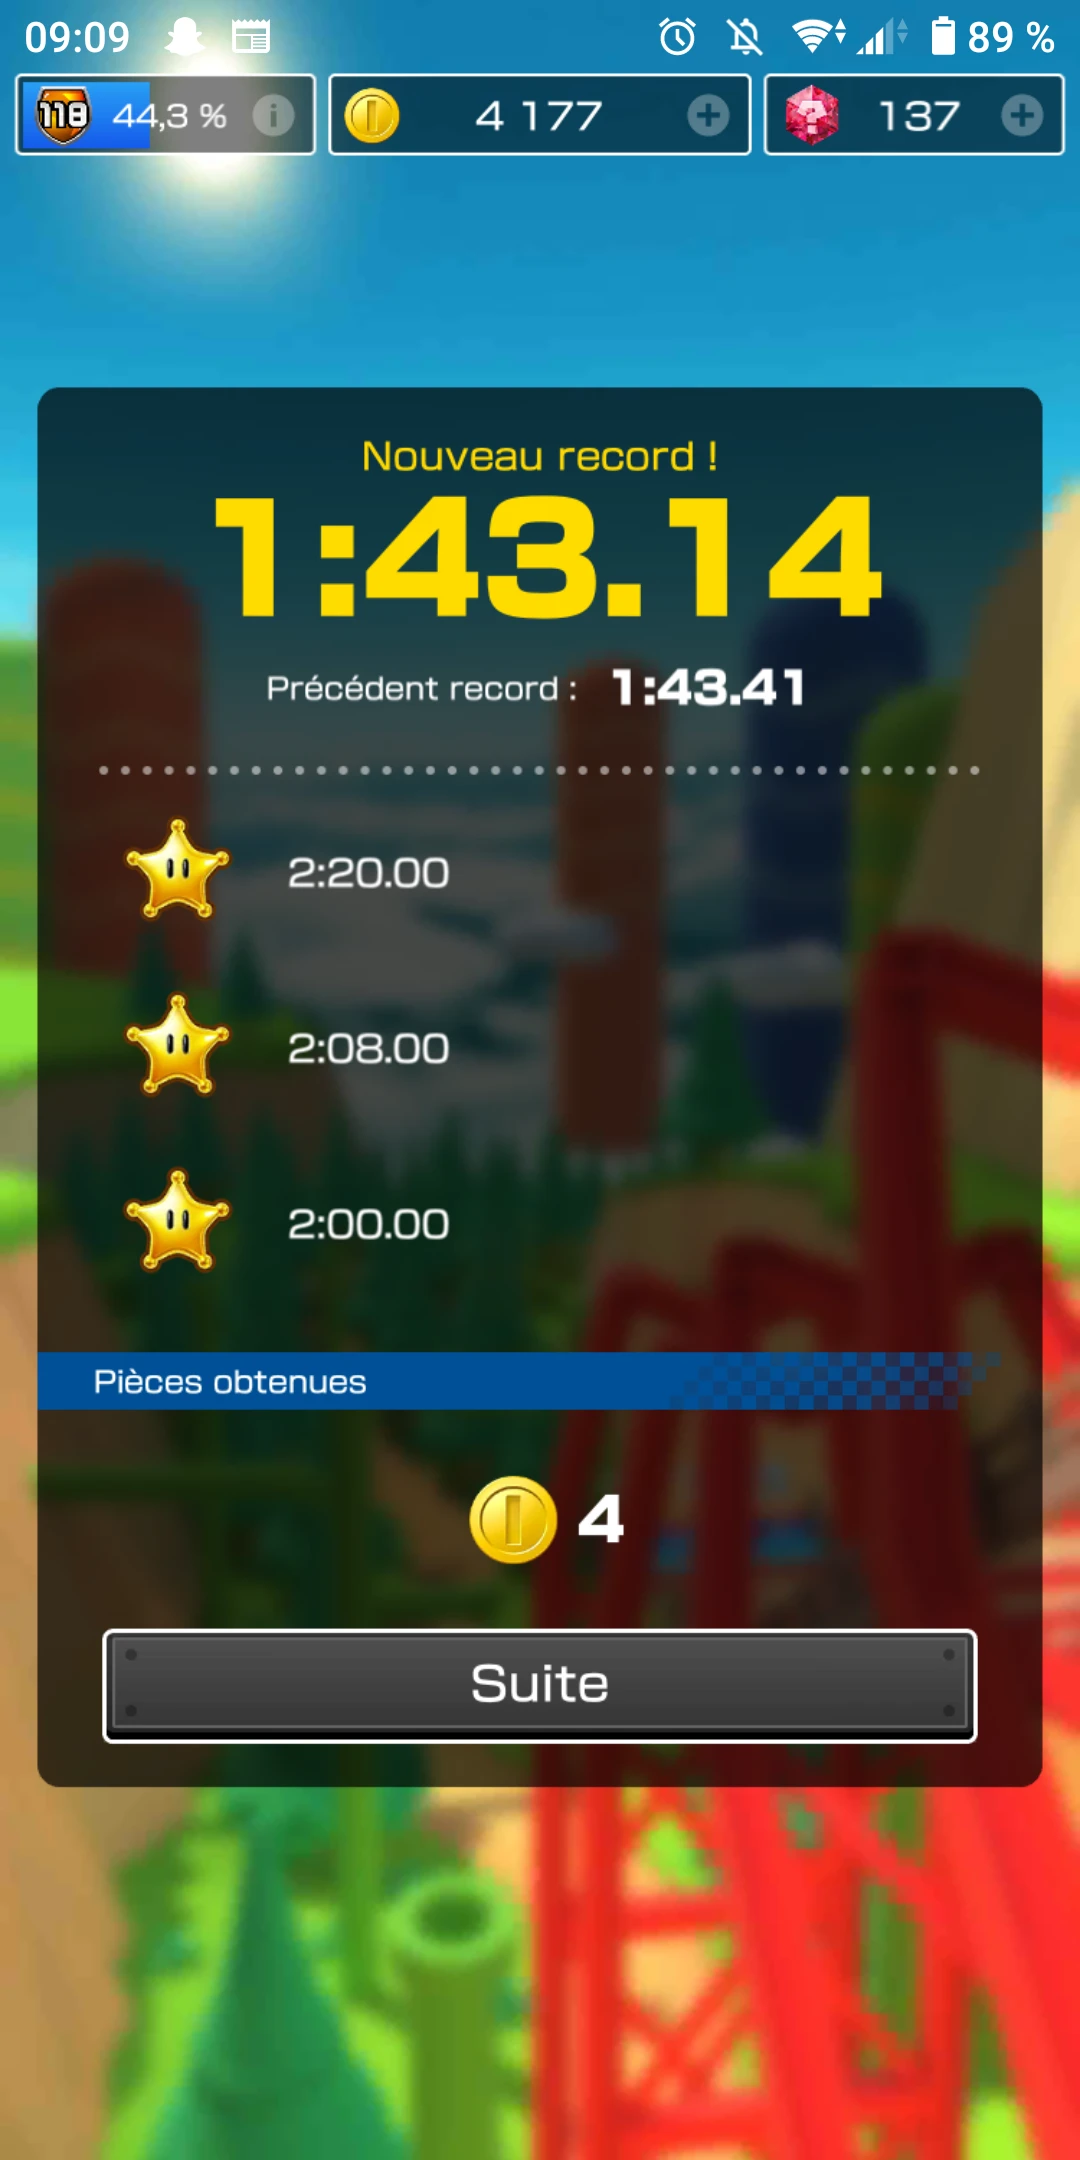 09:09 89 %
118 44,3 % 4 177 137
Nouveau record !
1:43.14
Précédent record : 1:43.41
2:20.00
2:08.00
2:00.00
Pièces obtenues
4
Suite